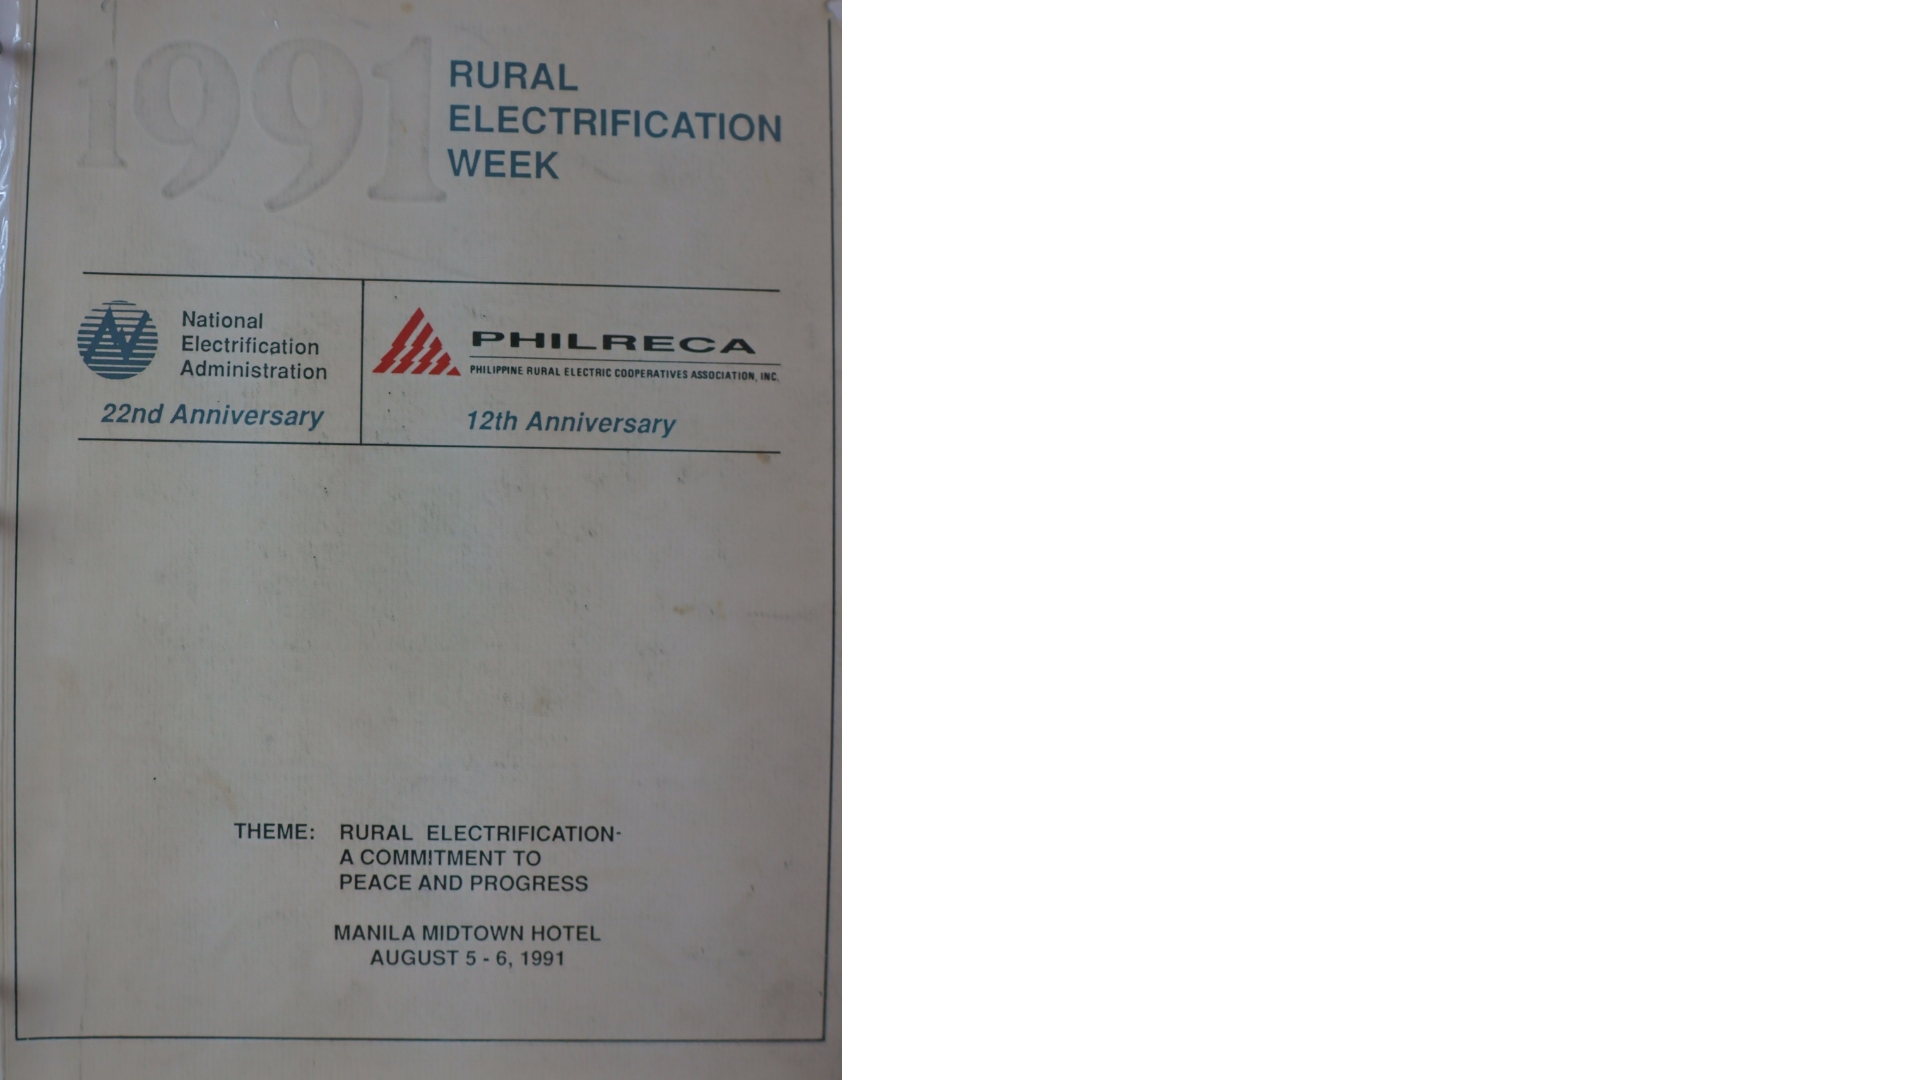 1991
RURAL
ELECTRIFICATION
WEEK
National
Electrification
Administration
22nd Anniversary
PHILRECA
PHILIPPINE RURAL ELECTRIC COOPERATIVES ASSOCIATION, INC.
12th Anniversary
THEME: RURAL ELECTRIFICATION-
A COMMITMENT TO
PEACE AND PROGRESS
MANILA MIDTOWN HOTEL
AUGUST 5 - 6, 1991